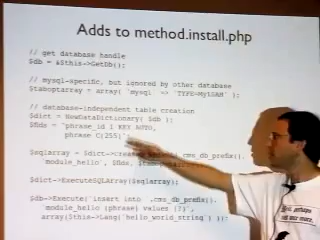 Adds to method.install.php
// get database handle
$db = &$this->GetDb();
// mysql-specific, but ignored by other database
$taboptarray = array( 'mysql' => 'TYPE=MyISAM' );
// database-independent table creation
$dict = NewDataDictionary( $db );
$flds = "phrase_id I KEY AUTO,
phrase C(255)";
$sqlarray = $dict->
cms_db_prefix().
'module_hello', $flds,
$dict->ExecuteSQLArray($sqlarray);
$db->Execute('insert into '.cms_db_prefix().
'module_hello (phrase) values (?)',
array($this->Lang('hello_world_string')));